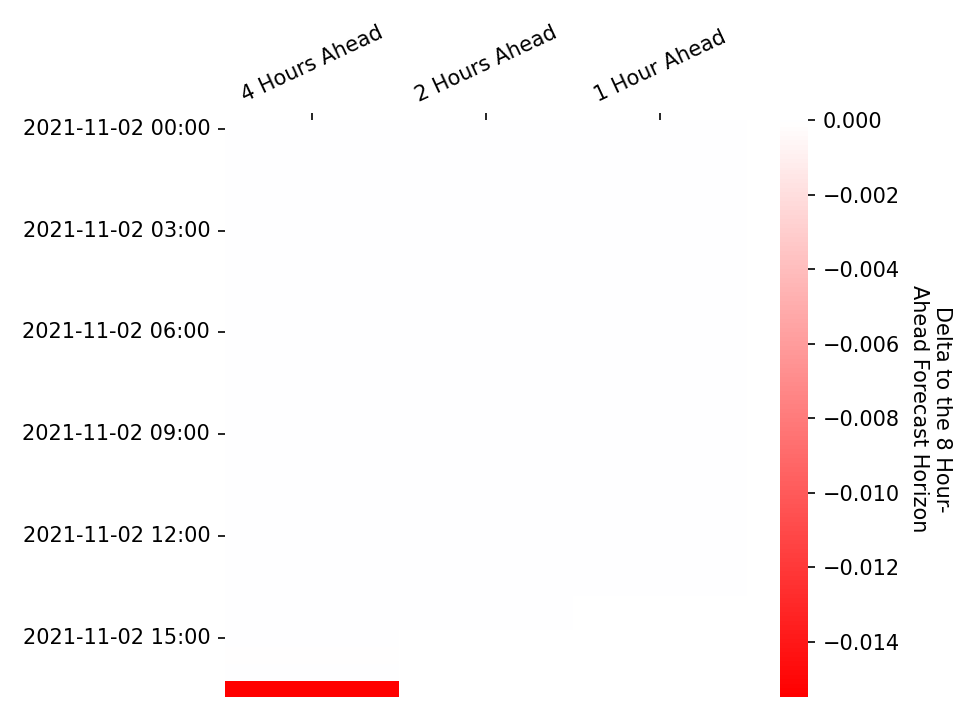 4 Hours Ahead
2 Hours Ahead
1 Hour Ahead
2021-11-02 00:00
2021-11-02 03:00
2021-11-02 06:00
2021-11-02 09:00
2021-11-02 12:00
2021-11-02 15:00
0.000
−0.002
−0.004
−0.006
−0.008
−0.010
−0.012
−0.014
Delta to the 8 Hour-
Ahead Forecast Horizon